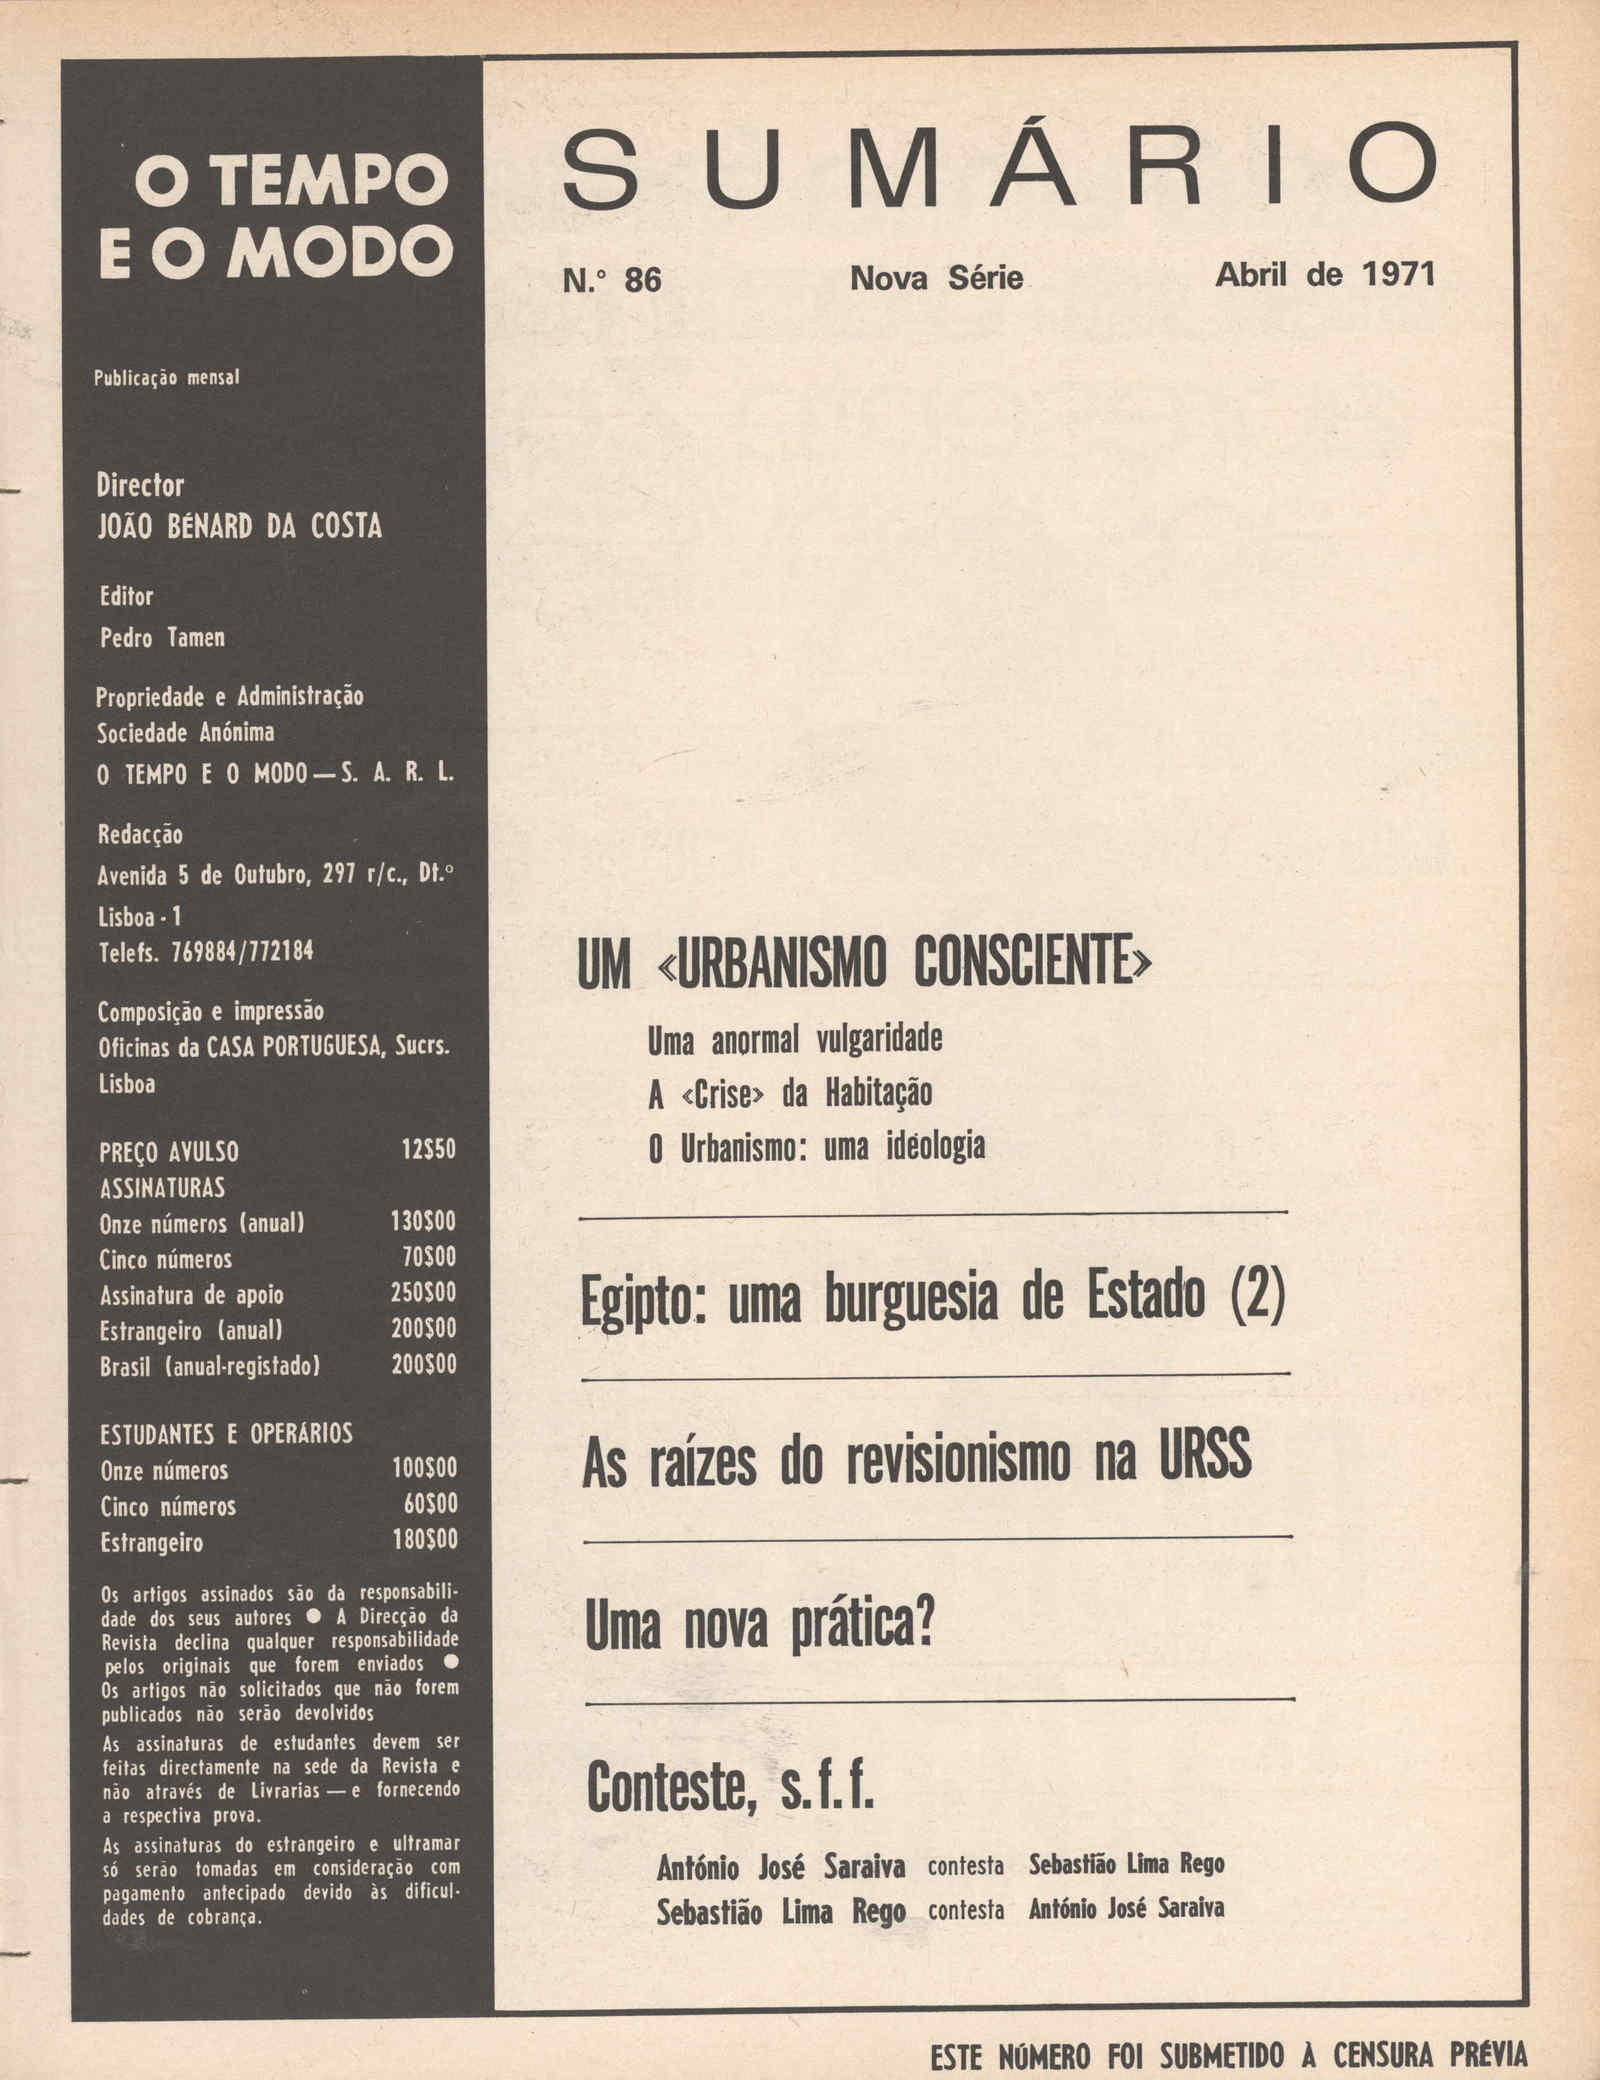 O TEMPO
E O MODO
Publicação mensal
Director
JOÃO BÉNARD DA COSTA
Editor
Pedro Tamen
Propriedade e Administração
Sociedade Anónima
O TEMPO E O MODO — S. A. R. L.
Redacção
Avenida 5 de Outubro, 297 r/c., Dt.º
Lisboa - 1
Telefs. 769884/772184
Composição e impressão
Oficinas da CASA PORTUGUESA, Sucrs.
Lisboa
PREÇO AVULSO 12$50
ASSINATURAS
Onze números (anual) 130$00
Cinco números 70$00
Assinatura de apoio 250$00
Estrangeiro (anual) 200$00
Brasil (anual-registado) 200$00
ESTUDANTES E OPERÁRIOS
Onze números 100$00
Cinco números 60$00
Estrangeiro 180$00
Os artigos assinados são da responsabili-
dade dos seus autores ● A Direcção da
Revista declina qualquer responsabilidade
pelos originais que forem enviados ●
Os artigos não solicitados que não forem
publicados não serão devolvidos
As assinaturas de estudantes devem ser
feitas directamente na sede da Revista e
não através de Livrarias — e fornecendo
a respectiva prova.
As assinaturas do estrangeiro e ultramar
só serão tomadas em consideração com
pagamento antecipado devido às dificul-
dades de cobrança.
SUMÁRIO
N.º 86 Nova Série Abril de 1971
UM «URBANISMO CONSCIENTE»
Uma anormal vulgaridade
A «Crise» da Habitação
O Urbanismo: uma ideologia
Egipto: uma burguesia de Estado (2)
As raízes do revisionismo na URSS
Uma nova prática?
Conteste, s.f.f.
António José Saraiva contesta Sebastião Lima Rego
Sebastião Lima Rego contesta António José Saraiva
ESTE NÚMERO FOI SUBMETIDO À CENSURA PRÉVIA